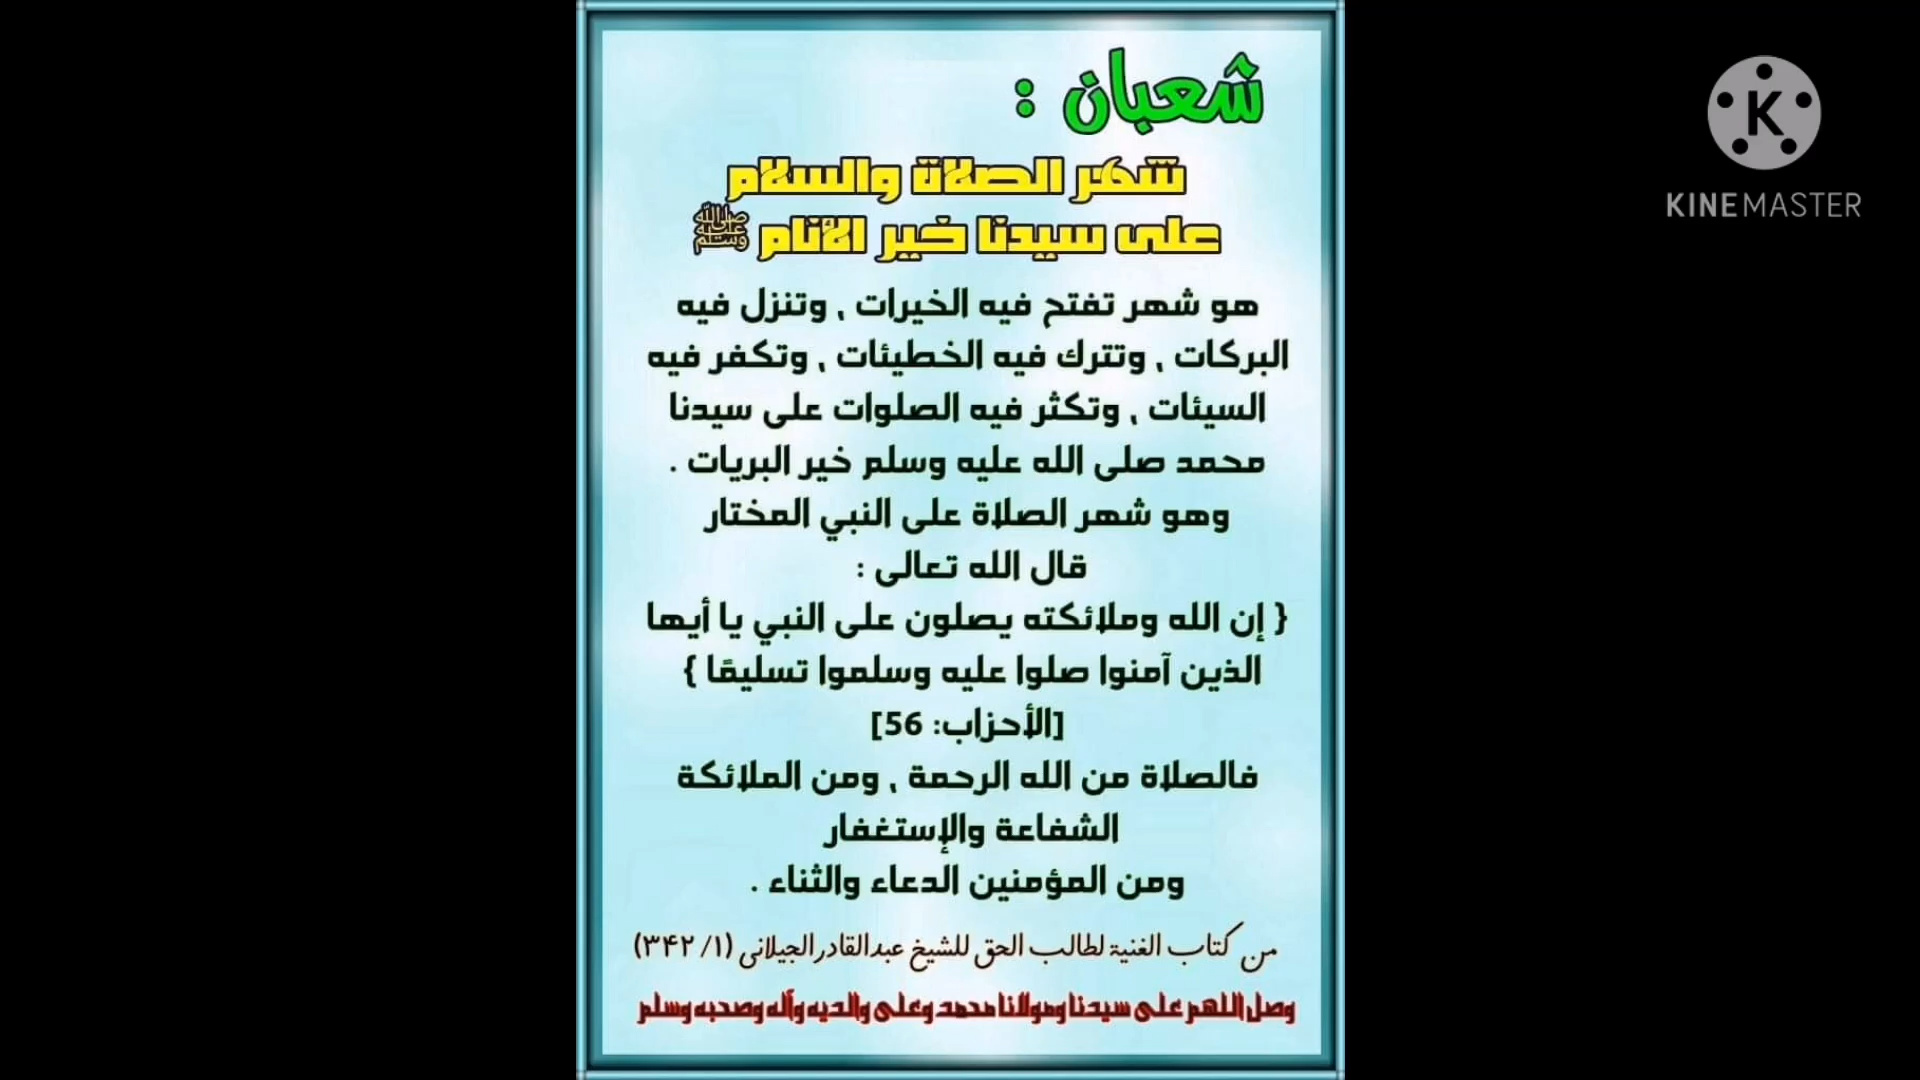 شعبان :
شهر الصلاة والسلام
على سيدنا خير الأنام ﷺ
هو شهر تفتح فيه الخيرات , وتنزل فيه
البركات , وتترك فيه الخطيئات , وتكفر فيه
السيئات , وتكثر فيه الصلوات على سيدنا
محمد صلى الله عليه وسلم خير البريات .
وهو شهر الصلاة على النبي المختار
قال الله تعالى :
{ إن الله وملائكته يصلون على النبي يا أيها
الذين آمنوا صلوا عليه وسلموا تسليمًا }
[الأحزاب: 56]
فالصلاة من الله الرحمة , ومن الملائكة
الشفاعة والإستغفار
ومن المؤمنين الدعاء والثناء .
من كتاب الغنية لطالب الحق للشيخ عبدالقادر الجيلانی (۱/ ۳۴۲)
وصل اللهم على سيدنا ومولانا محمد وعلى والديه وآله وصحبه وسلم
K
KINEMASTER